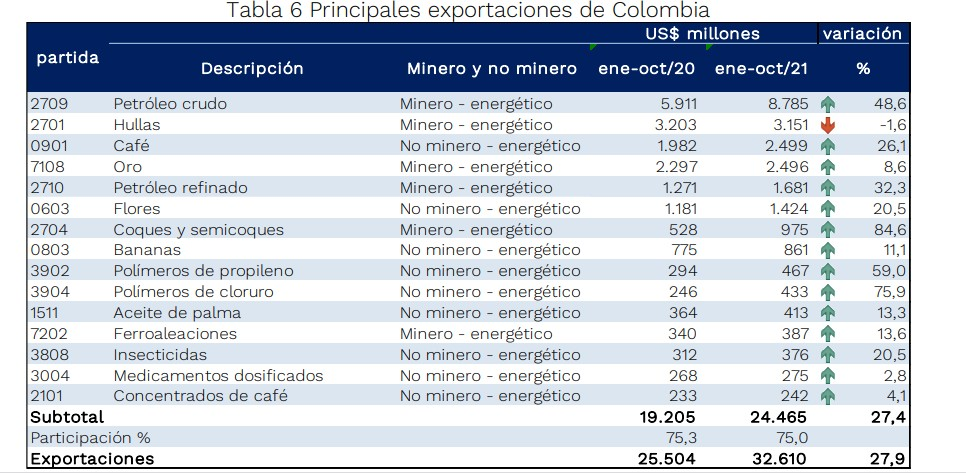 Tabla 6 Principales exportaciones de Colombia
US$ millones variación
partida Descripción Minero y no minero ene-oct/20 ene-oct/21 %
2709 Petróleo crudo Minero - energético 5.911 8.785 48,6
2701 Hullas Minero - energético 3.203 3.151 -1,6
0901 Café No minero - energético 1.982 2.499 26,1
7108 Oro Minero - energético 2.297 2.496 8,6
2710 Petróleo refinado Minero - energético 1.271 1.681 32,3
0603 Flores No minero - energético 1.181 1.424 20,5
2704 Coques y semicoques Minero - energético 528 975 84,6
0803 Bananas No minero - energético 775 861 11,1
3902 Polímeros de propileno No minero - energético 294 467 59,0
3904 Polímeros de cloruro No minero - energético 246 433 75,9
1511 Aceite de palma No minero - energético 364 413 13,3
7202 Ferroaleaciones Minero - energético 340 387 13,6
3808 Insecticidas No minero - energético 312 376 20,5
3004 Medicamentos dosificados No minero - energético 268 275 2,8
2101 Concentrados de café No minero - energético 233 242 4,1
Subtotal 19.205 24.465 27,4
Participación % 75,3 75,0
Exportaciones 25.504 32.610 27,9